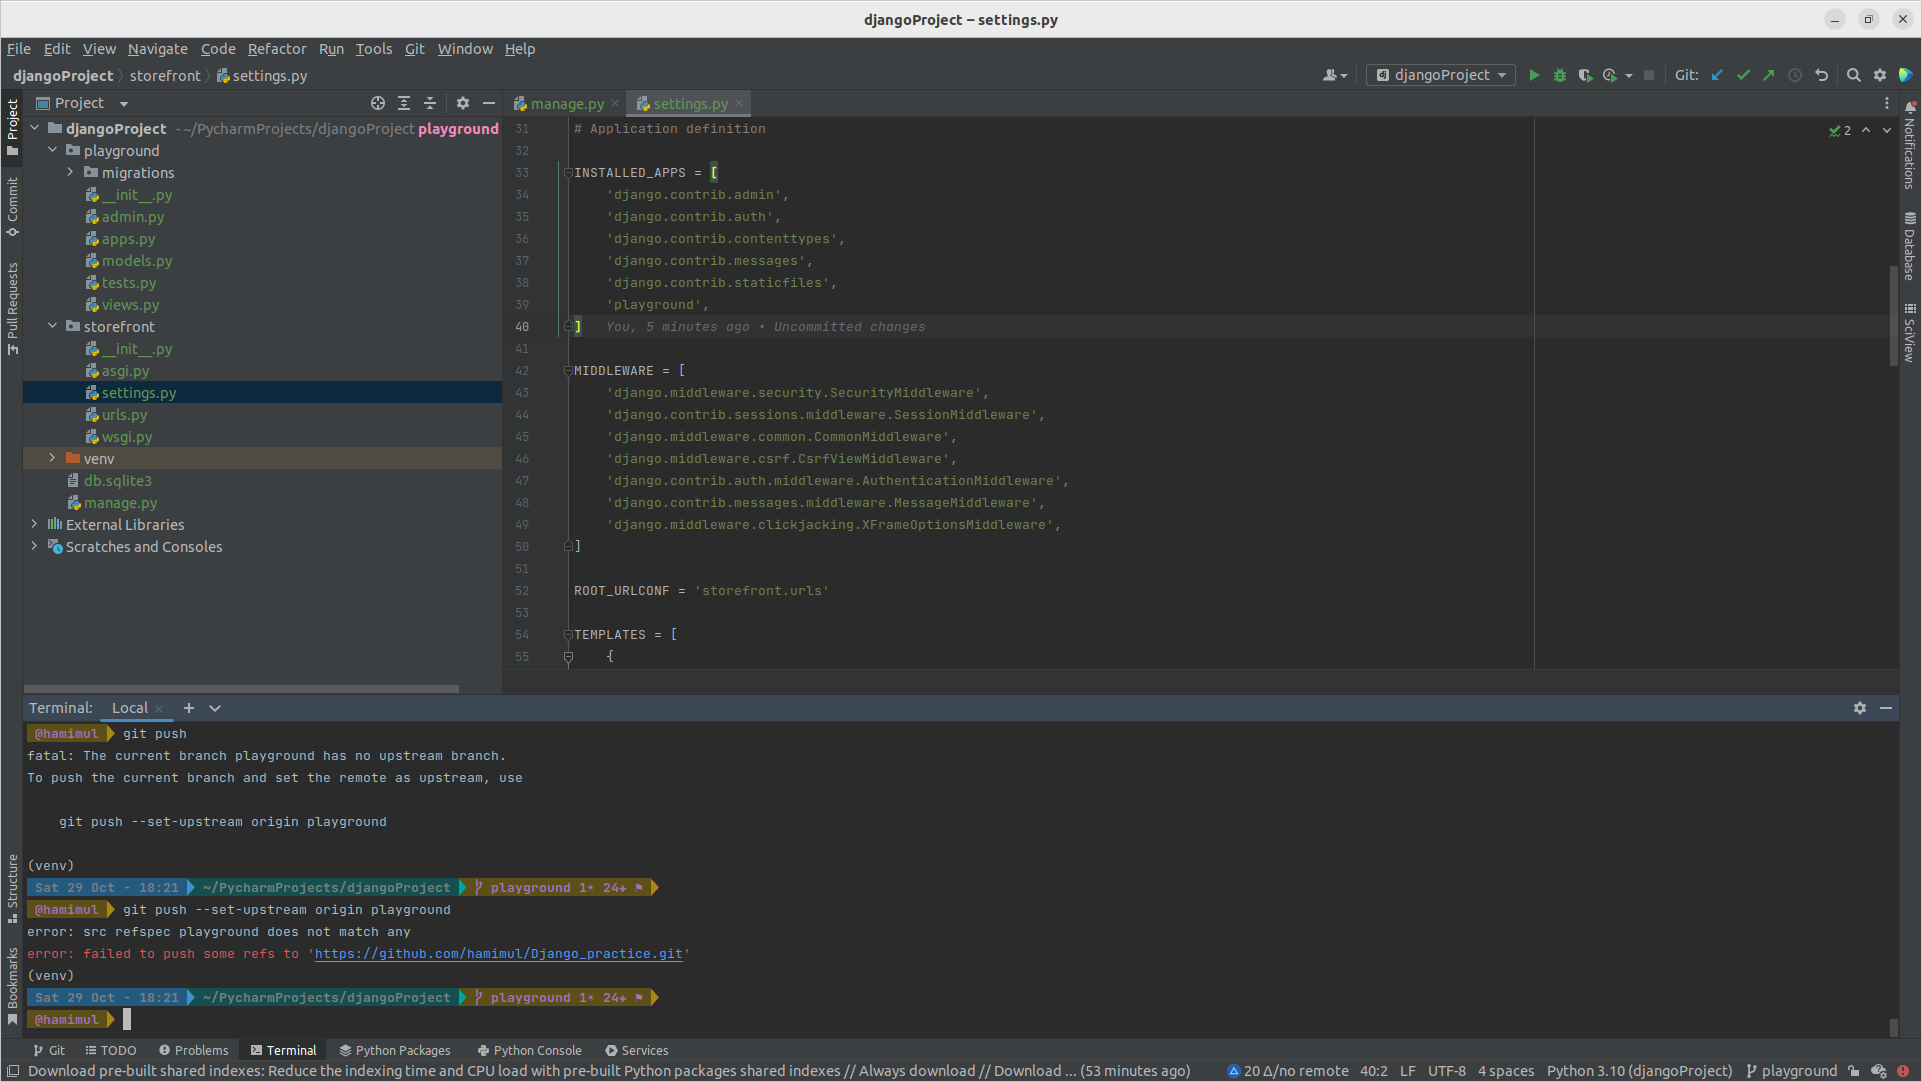 djangoProject – settings.py
File Edit View Navigate Code Refactor Run Tools Git Window Help
djangoProject storefront settings.py
djangoProject
Git:
Project
manage.py
settings.py
djangoProject ~/PycharmProjects/djangoProject playground
playground
migrations
__init__.py
admin.py
apps.py
models.py
tests.py
views.py
storefront
__init__.py
asgi.py
settings.py
urls.py
wsgi.py
venv
db.sqlite3
manage.py
External Libraries
Scratches and Consoles
Project
Commit
Pull Requests
Structure
Bookmarks
31 # Application definition
32
33 INSTALLED_APPS = [
34 'django.contrib.admin',
35 'django.contrib.auth',
36 'django.contrib.contenttypes',
37 'django.contrib.messages',
38 'django.contrib.staticfiles',
39 'playground',
40 ] You, 5 minutes ago • Uncommitted changes
41
42 MIDDLEWARE = [
43 'django.middleware.security.SecurityMiddleware',
44 'django.contrib.sessions.middleware.SessionMiddleware',
45 'django.middleware.common.CommonMiddleware',
46 'django.middleware.csrf.CsrfViewMiddleware',
47 'django.contrib.auth.middleware.AuthenticationMiddleware',
48 'django.contrib.messages.middleware.MessageMiddleware',
49 'django.middleware.clickjacking.XFrameOptionsMiddleware',
50 ]
51
52 ROOT_URLCONF = 'storefront.urls'
53
54 TEMPLATES = [
55 {
2
Notifications
Database
SciView
Terminal: Local
@hamimul git push
fatal: The current branch playground has no upstream branch.
To push the current branch and set the remote as upstream, use
git push --set-upstream origin playground
(venv)
Sat 29 Oct - 18:21 ~/PycharmProjects/djangoProject playground 1☀ 24+ ⚑
@hamimul git push --set-upstream origin playground
error: src refspec playground does not match any
error: failed to push some refs to 'https://github.com/hamimul/Django_practice.git'
(venv)
Sat 29 Oct - 18:21 ~/PycharmProjects/djangoProject playground 1☀ 24+ ⚑
@hamimul
Git TODO Problems Terminal Python Packages Python Console Services
Download pre-built shared indexes: Reduce the indexing time and CPU load with pre-built Python packages shared indexes // Always download // Download ... (53 minutes ago) 20 Δ/no remote 40:2 LF UTF-8 4 spaces Python 3.10 (djangoProject) playground